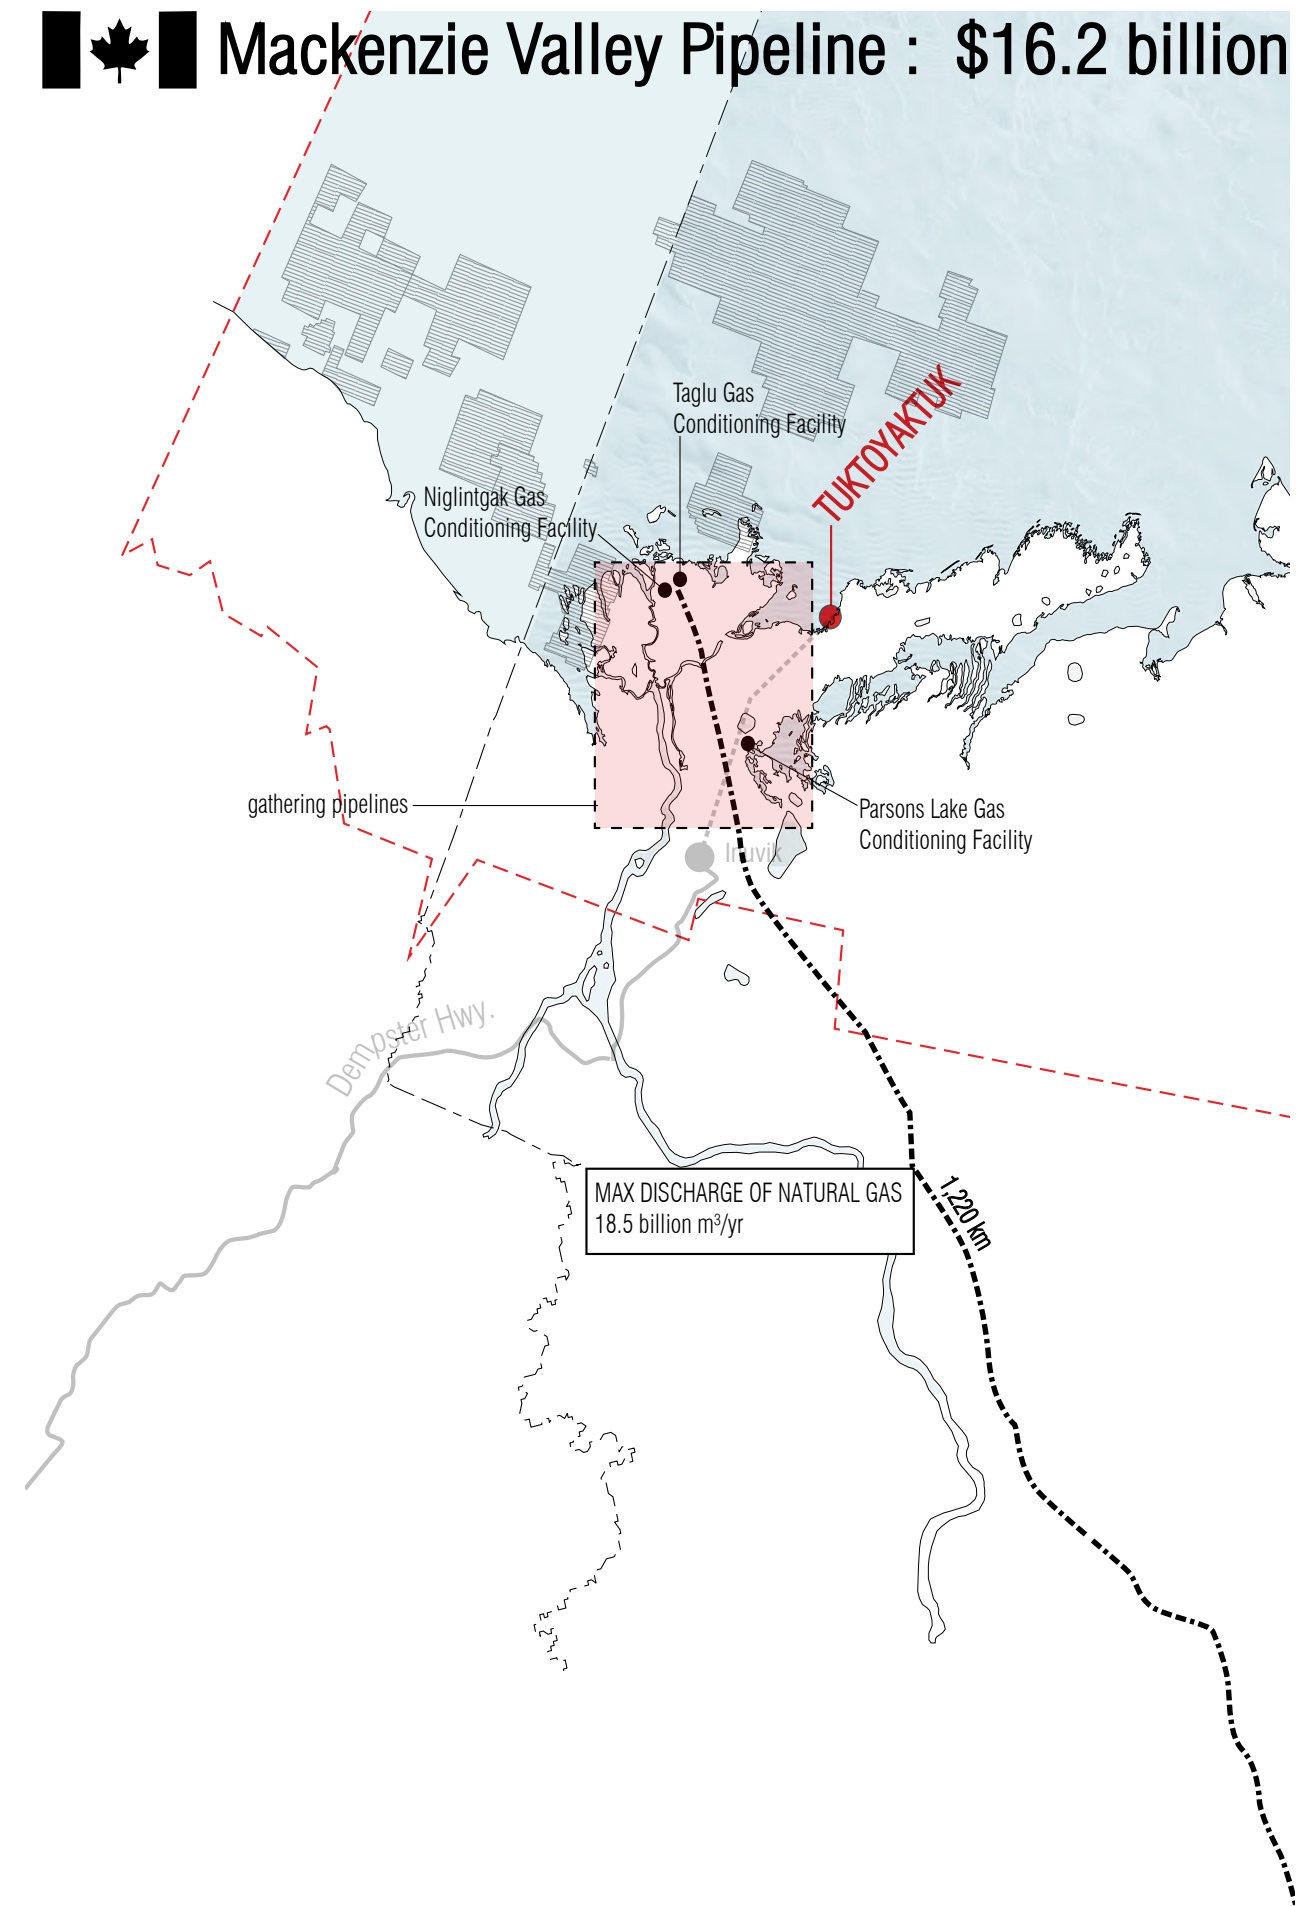 Mackenzie Valley Pipeline : $16.2 billion
Taglu Gas
Conditioning Facility
TUKTOYAKTUK
Niglintgak Gas
Conditioning Facility
gathering pipelines
Parsons Lake Gas
Conditioning Facility
Inuvik
Dempster Hwy.
MAX DISCHARGE OF NATURAL GAS
18.5 billion m³/yr
1,220 km